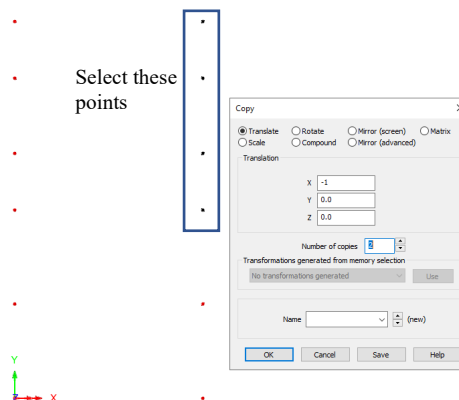 Select these
points
Copy
Translate Rotate Mirror (screen) Matrix
Scale Compound Mirror (advanced)
Translation
X -1
Y 0.0
Z 0.0
Number of copies 2
Transformations generated from memory selection
No transformations generated Use
Name (new)
OK Cancel Save Help
Y
Z X